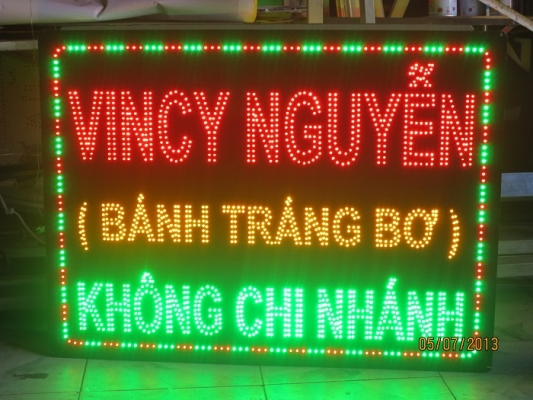 VINCY NGUYỄN
(BÁNH TRÁNG BƠ)
KHÔNG CHI NHÁNH
05/07/2013